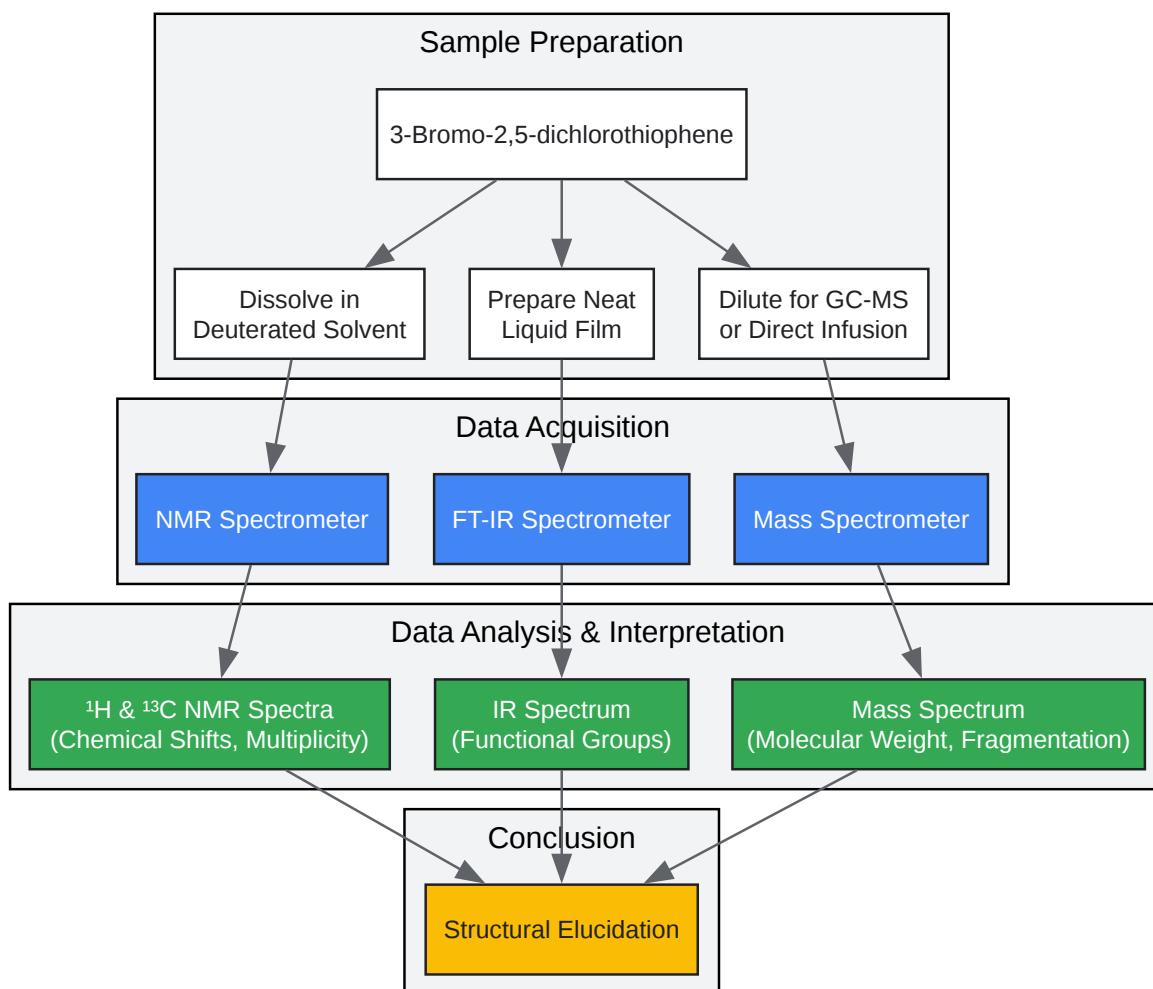 Sample Preparation
3-Bromo-2,5-dichlorothiophene
Dissolve in
Deuterated Solvent
Prepare Neat
Liquid Film
Dilute for GC-MS
or Direct Infusion
Data Acquisition
NMR Spectrometer
FT-IR Spectrometer
Mass Spectrometer
Data Analysis & Interpretation
¹H & ¹³C NMR Spectra
(Chemical Shifts, Multiplicity)
IR Spectrum
(Functional Groups)
Mass Spectrum
(Molecular Weight, Fragmentation)
Conclusion
Structural Elucidation